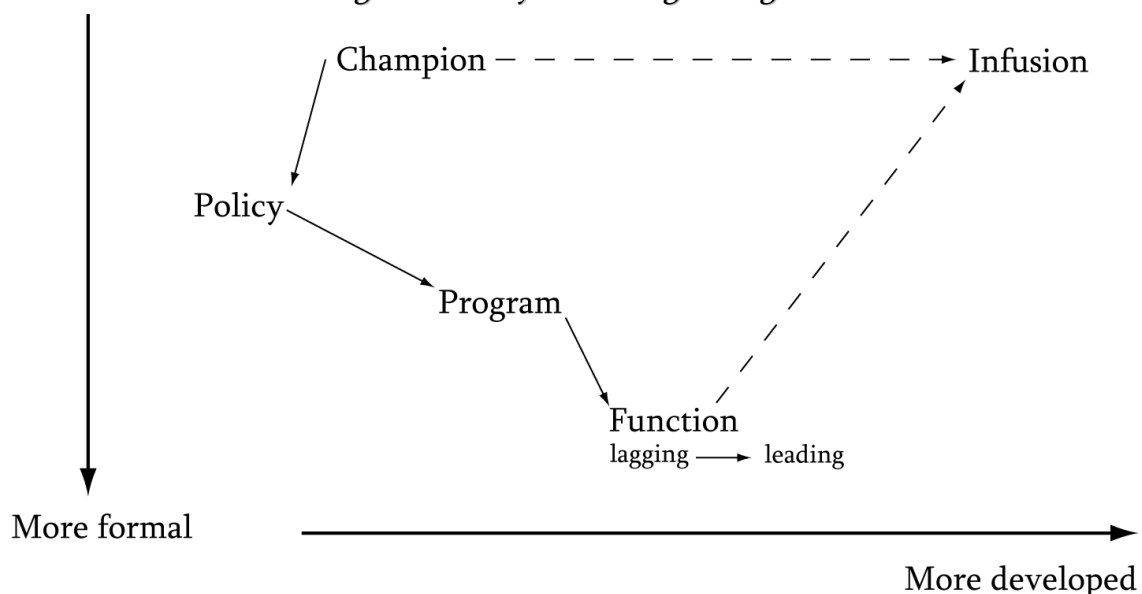 Champion
Infusion
Policy
Program
Function
lagging
leading
More formal
More developed